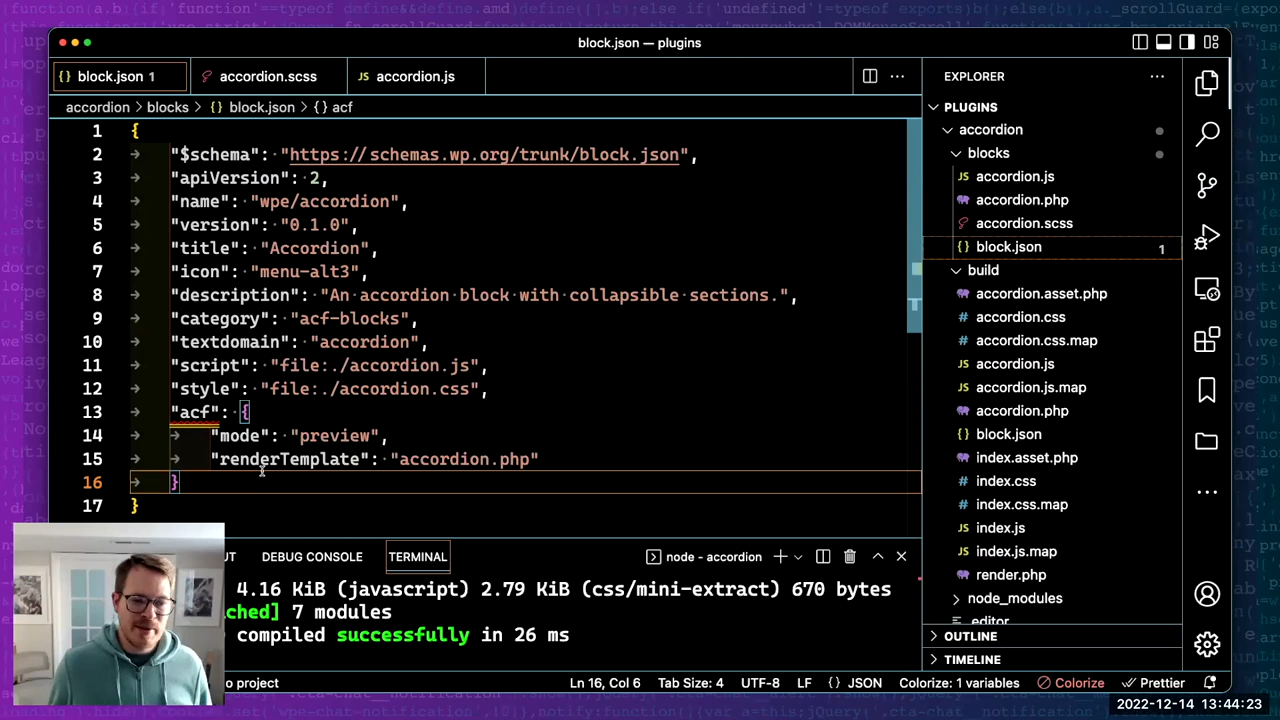 block.json — plugins
{} block.json 1
accordion.scss
JS accordion.js
EXPLORER
accordion > blocks > {} block.json > {} acf
PLUGINS
1 {
2 "$schema": "https://schemas.wp.org/trunk/block.json",
3 "apiVersion": 2,
4 "name": "wpe/accordion",
5 "version": "0.1.0",
6 "title": "Accordion",
7 "icon": "menu-alt3",
8 "description": "An accordion block with collapsible sections.",
9 "category": "acf-blocks",
10 "textdomain": "accordion",
11 "script": "file:./accordion.js",
12 "style": "file:./accordion.css",
13 "acf": {
14 "mode": "preview",
15 "renderTemplate": "accordion.php"
16 }
17 }
accordion
blocks
JS accordion.js
accordion.php
accordion.scss
{} block.json 1
build
accordion.asset.php
# accordion.css
accordion.css.map
JS accordion.js
accordion.js.map
accordion.php
{} block.json
index.asset.php
# index.css
index.css.map
JS index.js
index.js.map
render.php
node_modules
editor
OUTLINE
TIMELINE
UT
DEBUG CONSOLE
TERMINAL
node - accordion
4.16 KiB (javascript) 2.79 KiB (css/mini-extract) 670 bytes
ched] 7 modules
compiled successfully in 26 ms
o project
Ln 16, Col 6
Tab Size: 4
UTF-8
LF
{} JSON
Colorize: 1 variables
Colorize
Prettier
2022-12-14 13:44:23